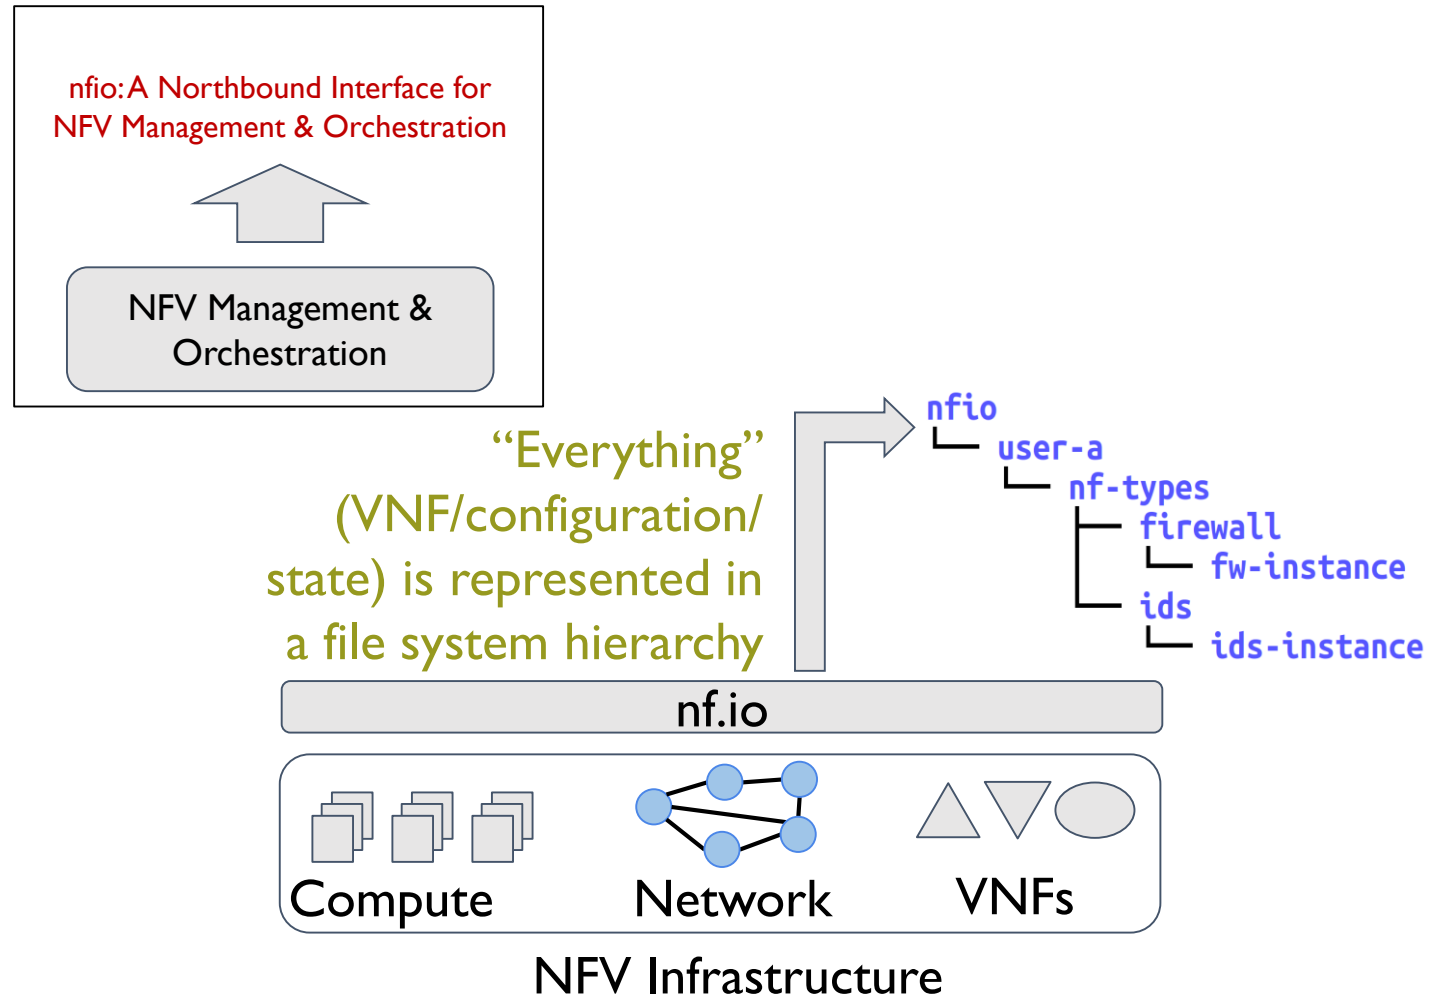 nfio: A Northbound Interface for
NFV Management & Orchestration
NFV Management &
Orchestration
“Everything”
(VNF/configuration/
state) is represented in
a file system hierarchy
nfio
user-a
nf-types
firewall
fw-instance
ids
ids-instance
nf.io
Compute
Network
VNFs
NFV Infrastructure